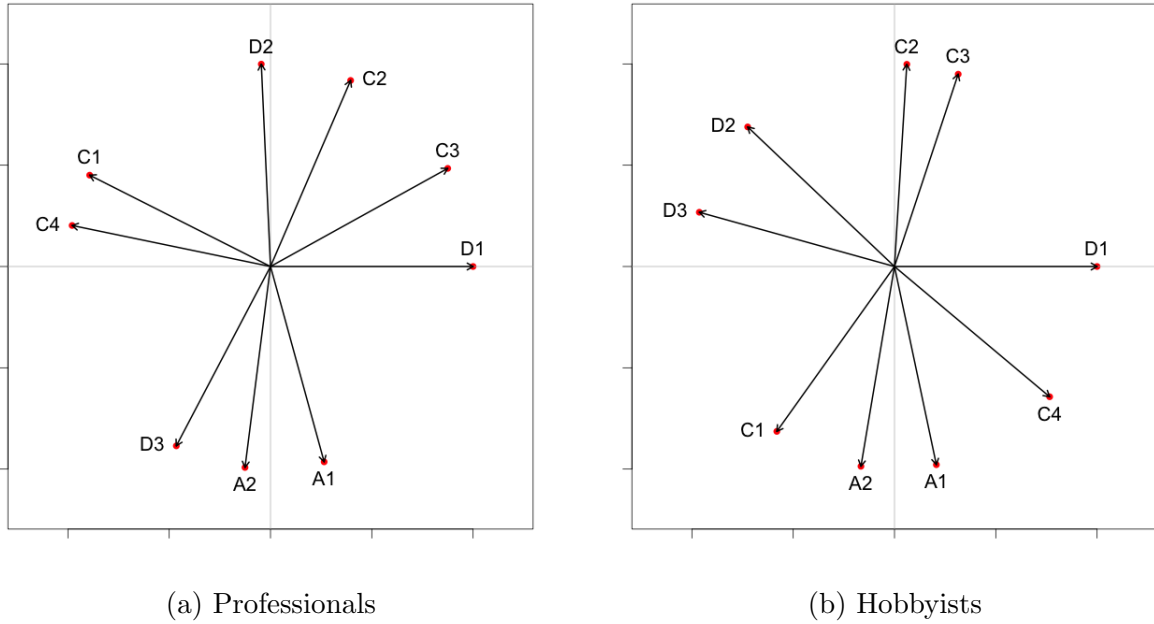 D2
C2
C3
C1
C4
D1
D3
A2
A1
(a) Professionals
C2
C3
D2
D3
D1
C4
C1
A2
A1
(b) Hobbyists